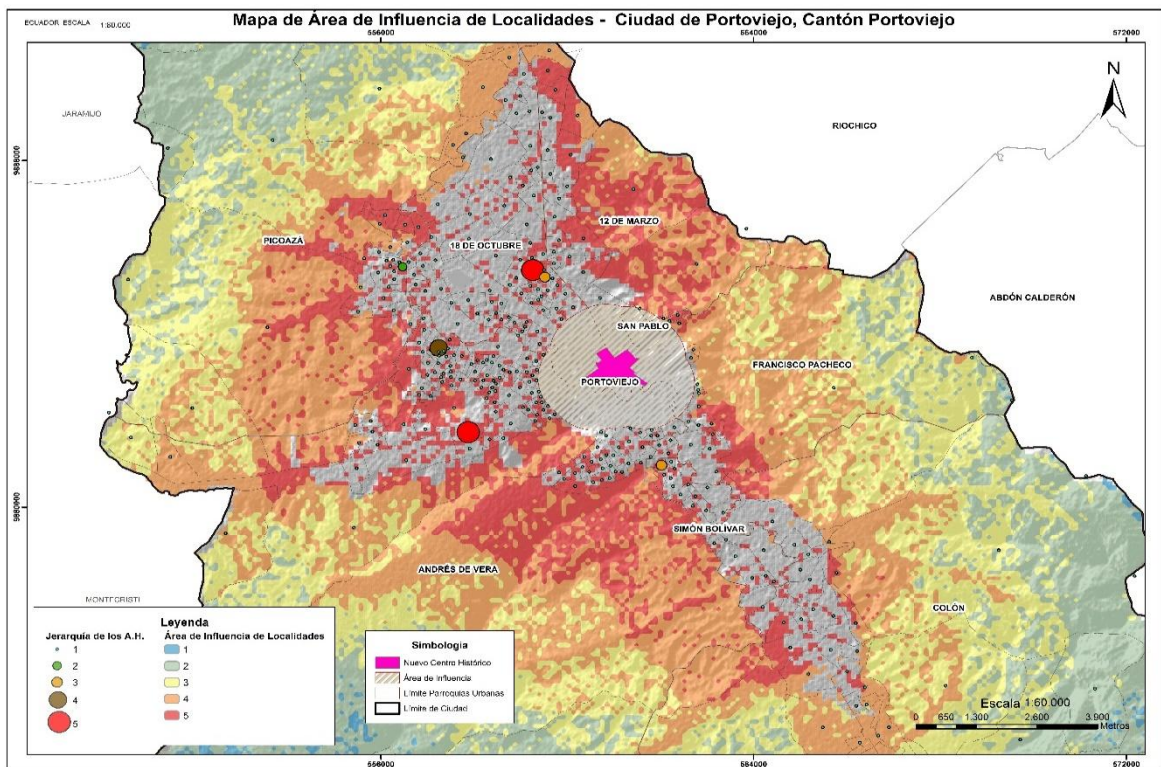 Mapa de Área de Influencia de Localidades - Ciudad de Portoviejo, Cantón Portoviejo
ECUADOR ESCALA 1:60.000
556000
564000
572000
N
JARAMIJO
RIOCHICO
9888000
12 DE MARZO
PICOAZÁ
18 DE OCTUBRE
ABDÓN CALDERÓN
SAN PABLO
FRANCISCO PACHECO
PORTOVIEJO
9880000
SIMÓN BOLÍVAR
ANDRÉS DE VERA
COLÓN
MONTECRISTI
Leyenda
Jerarquía de los A.H.
1
2
3
4
5
Área de Influencia de Localidades
1
2
3
4
5
Simbología
Nuevo Centro Histórico
Área de Influencia
Límite Parroquias Urbanas
Límite de Ciudad
Escala 1:60 000
0 650 1.300 2.600 3.900
Metros
556000
564000
572000